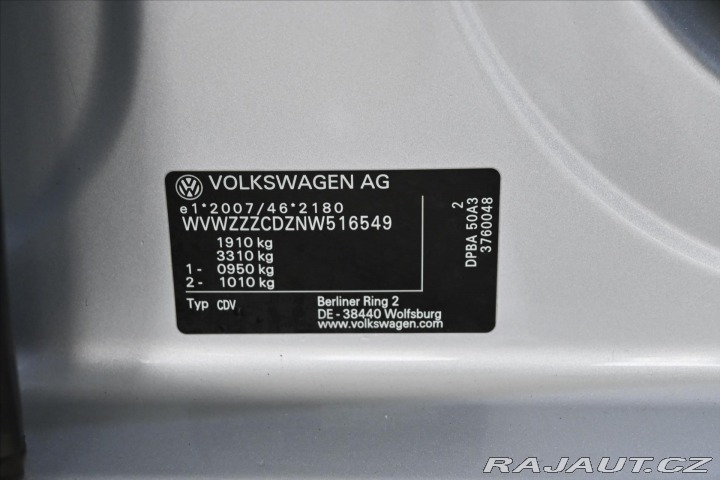 VOLKSWAGEN AG
e1*2007/46*2180
WVWZZZCDZNW516549
1910 kg
3310 kg
1- 0950 kg
2- 1010 kg
Typ CDV
Berliner Ring 2
DE - 38440 Wolfsburg
www.volkswagen.com
2
DPBA 50A3
3760048
RAJAUT.CZ